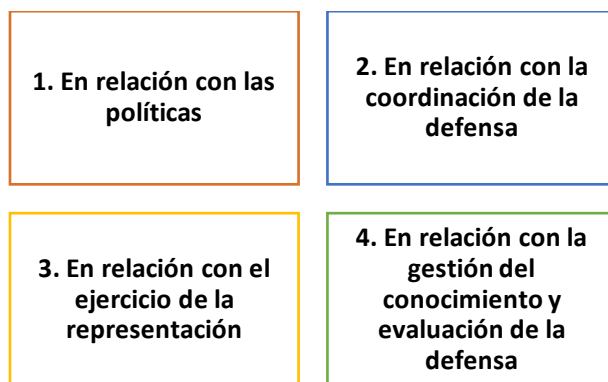 1. En relación con las
políticas
2. En relación con la
coordinación de la
defensa
3. En relación con el
ejercicio de la
representación
4. En relación con la
gestión del
conocimiento y
evaluación de la
defensa